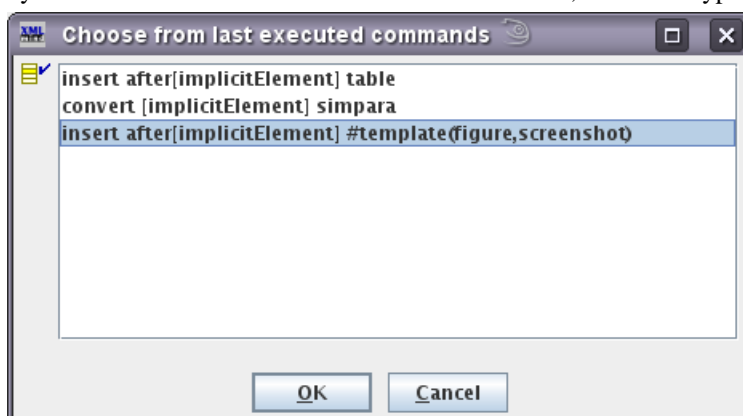 XML
Choose from last executed commands
insert after[implicitElement] table
convert [implicitElement] simpara
insert after[implicitElement] #template(figure,screenshot)
OK
Cancel